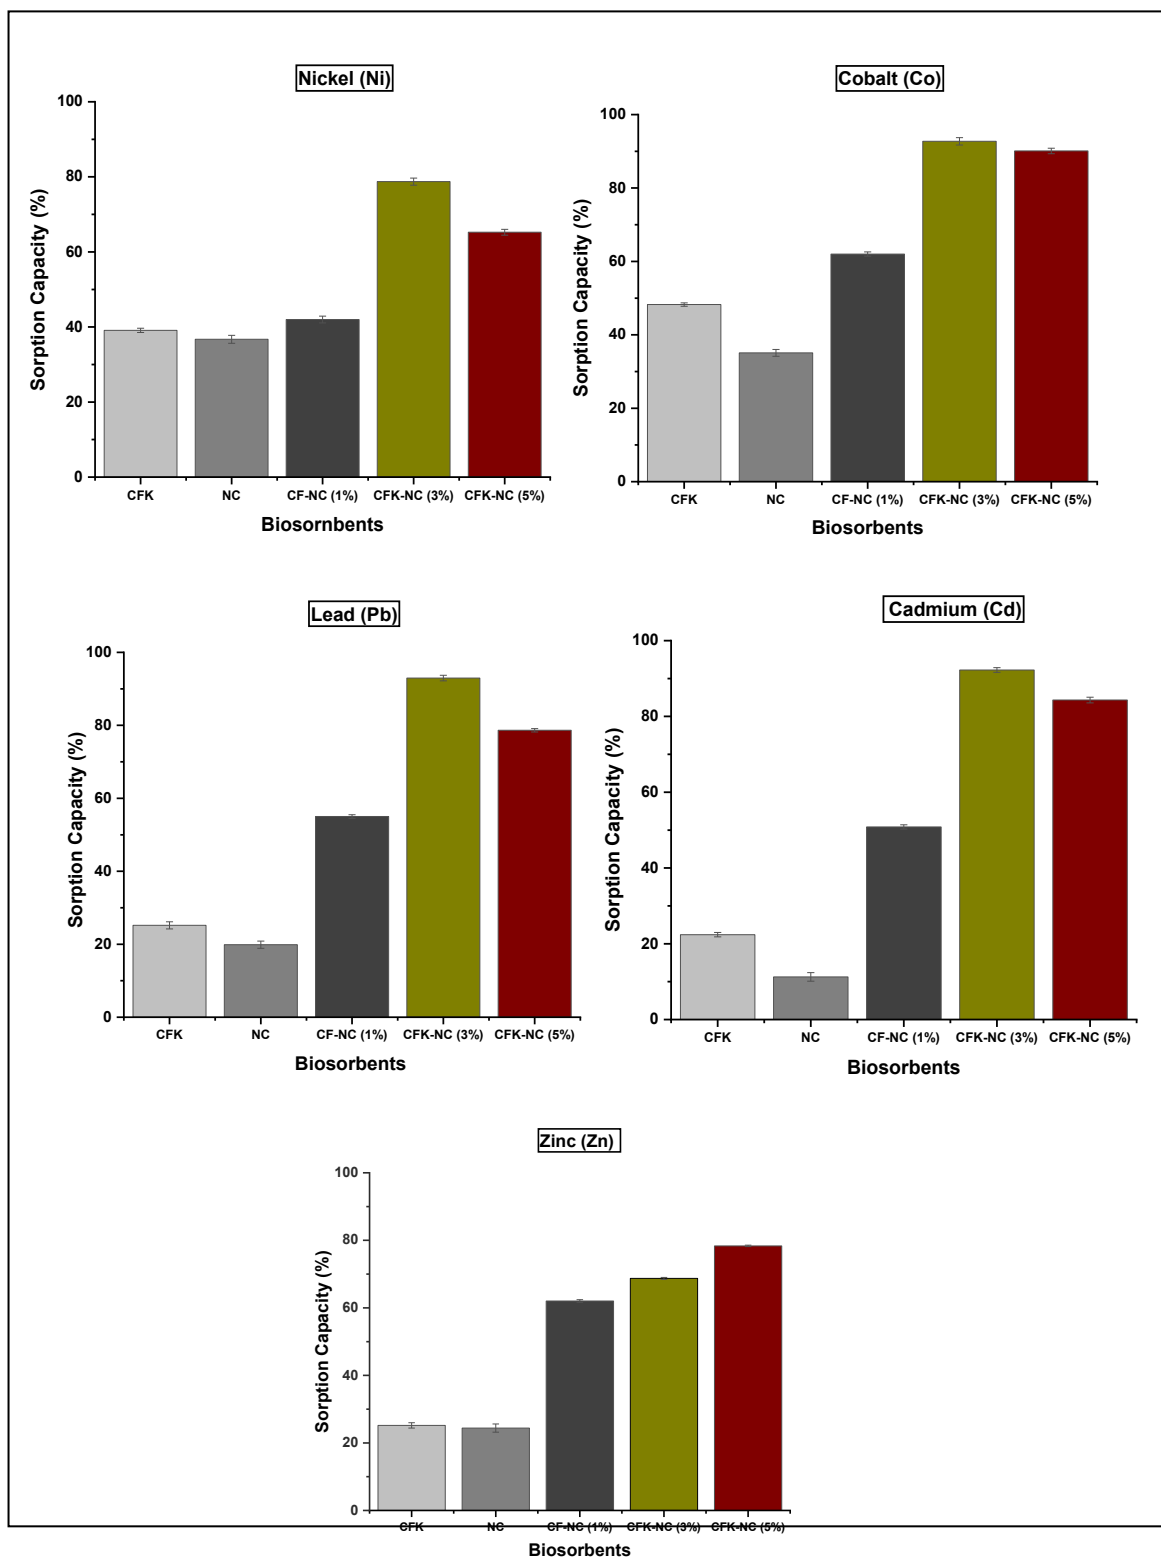 Nickel (Ni)
100
80
60
40
20
0
Sorption Capacity (%)
CFK NC CF-NC (1%) CFK-NC (3%) CFK-NC (5%)
Biosornbents
Cobalt (Co)
100
80
60
40
20
0
Sorption Capacity (%)
CFK NC CF-NC (1%) CFK-NC (3%) CFK-NC (5%)
Biosorbents
Lead (Pb)
100
80
60
40
20
0
Sorption Capacity (%)
CFK NC CF-NC (1%) CFK-NC (3%) CFK-NC (5%)
Biosorbents
Cadmium (Cd)
100
80
60
40
20
0
Sorption Capacity (%)
CFK NC CF-NC (1%) CFK-NC (3%) CFK-NC (5%)
Biosorbents
Zinc (Zn)
100
80
60
40
20
0
Sorption Capacity (%)
CFK NC CF-NC (1%) CFK-NC (3%) CFK-NC (5%)
Biosorbents